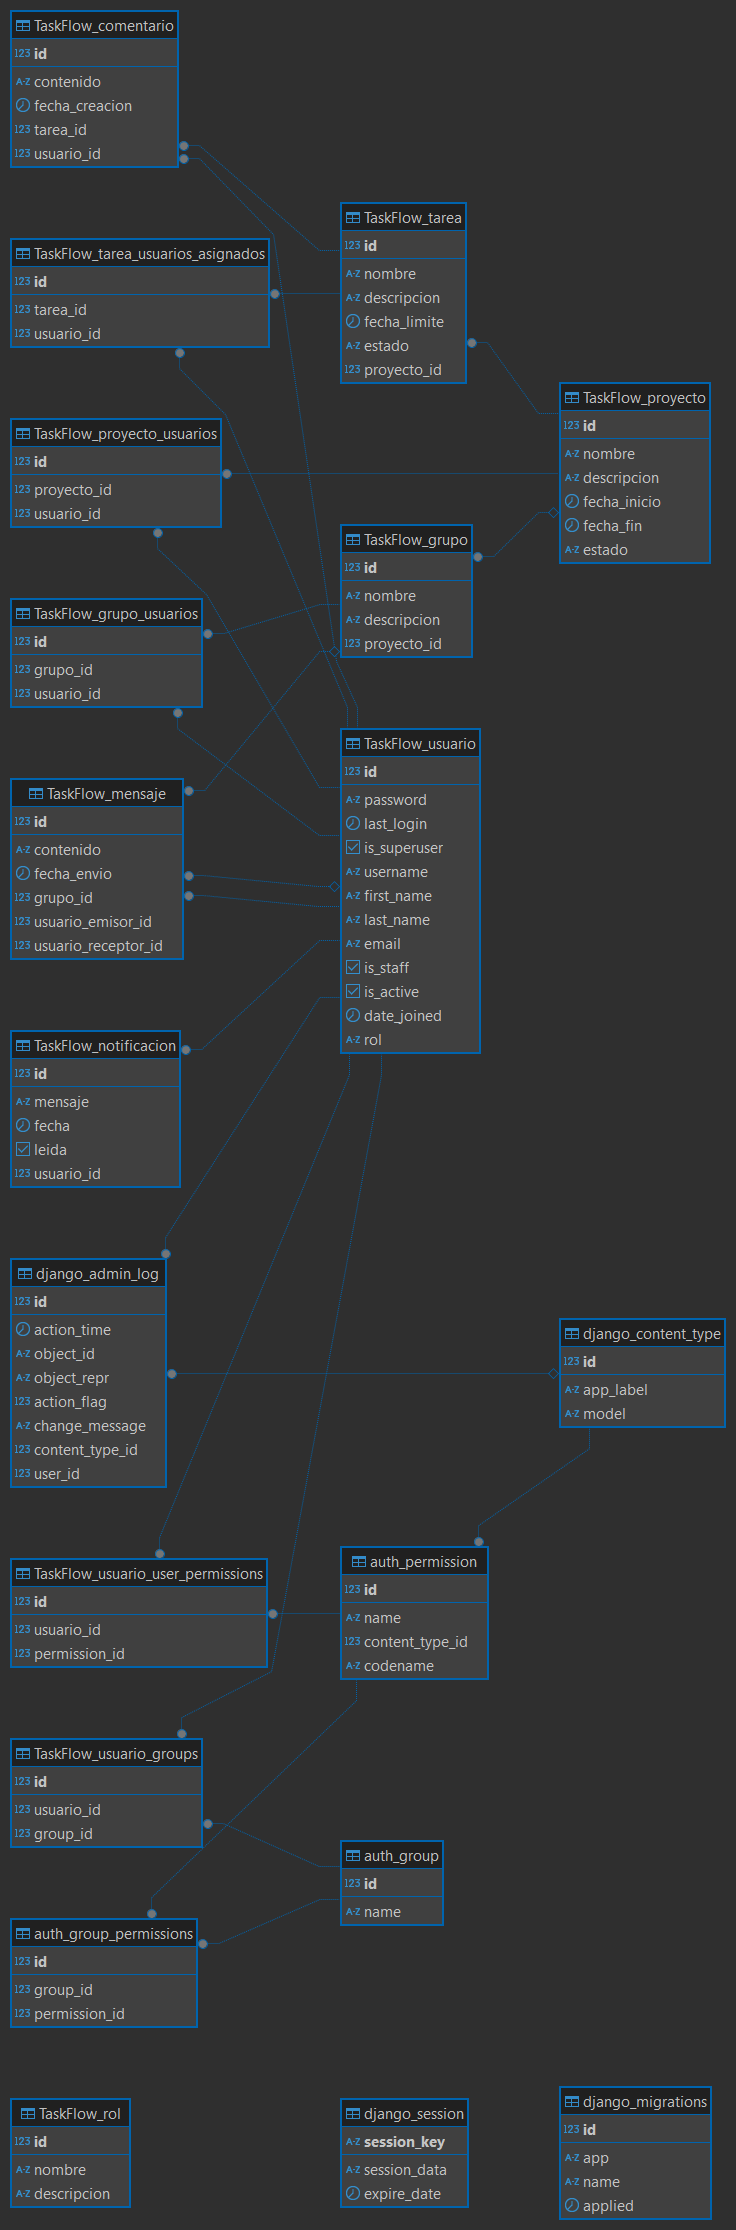 TaskFlow_comentario
123 id
A-Z contenido
fecha_creacion
123 tarea_id
123 usuario_id
TaskFlow_tarea
123 id
A-Z nombre
A-Z descripcion
fecha_limite
A-Z estado
123 proyecto_id
TaskFlow_tarea_usuarios_asignados
123 id
123 tarea_id
123 usuario_id
TaskFlow_proyecto
123 id
A-Z nombre
A-Z descripcion
fecha_inicio
fecha_fin
A-Z estado
TaskFlow_proyecto_usuarios
123 id
123 proyecto_id
123 usuario_id
TaskFlow_grupo
123 id
A-Z nombre
A-Z descripcion
123 proyecto_id
TaskFlow_grupo_usuarios
123 id
123 grupo_id
123 usuario_id
TaskFlow_usuario
123 id
A-Z password
last_login
is_superuser
A-Z username
A-Z first_name
A-Z last_name
A-Z email
is_staff
is_active
date_joined
A-Z rol
TaskFlow_mensaje
123 id
A-Z contenido
fecha_envio
123 grupo_id
123 usuario_emisor_id
123 usuario_receptor_id
TaskFlow_notificacion
123 id
A-Z mensaje
fecha
leida
123 usuario_id
django_admin_log
123 id
action_time
A-Z object_id
A-Z object_repr
123 action_flag
A-Z change_message
123 content_type_id
123 user_id
django_content_type
123 id
A-Z app_label
A-Z model
TaskFlow_usuario_user_permissions
123 id
123 usuario_id
123 permission_id
auth_permission
123 id
A-Z name
123 content_type_id
A-Z codename
TaskFlow_usuario_groups
123 id
123 usuario_id
123 group_id
auth_group
123 id
A-Z name
auth_group_permissions
123 id
123 group_id
123 permission_id
TaskFlow_rol
123 id
A-Z nombre
A-Z descripcion
django_session
A-Z session_key
A-Z session_data
expire_date
django_migrations
123 id
A-Z app
A-Z name
applied